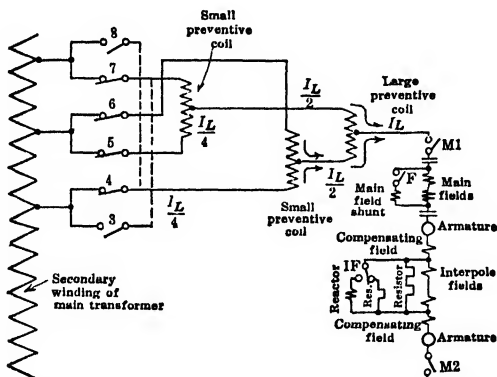 8
Small
preventive
coil
7
6
5
4
3
I_L/4
I_L/4
I_L/2
I_L/2
Large
preventive
coil
I_L
Small
preventive
coil
M1
F
Main
field
shunt
Main
fields
Armature
Compensating
field
IF
Reactor
Res.
Resistor
Interpole
fields
Compensating
field
Armature
M2
Secondary
winding of
main transformer